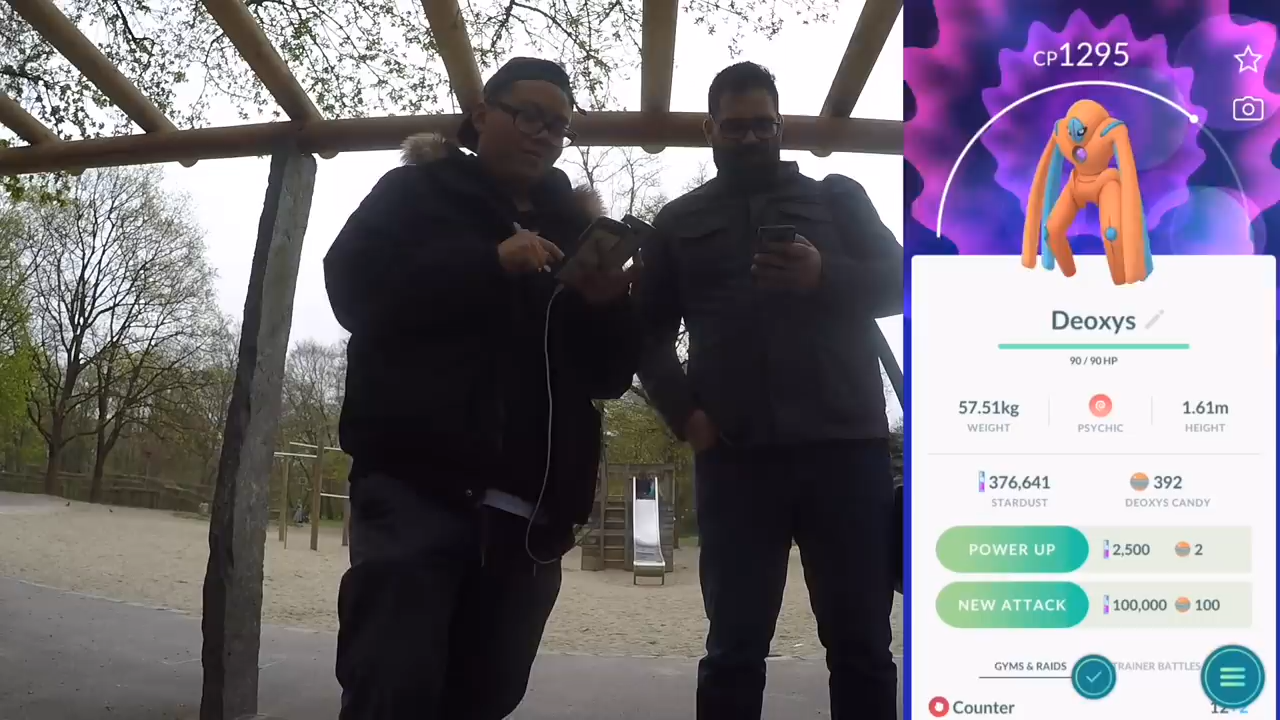 CP1295
Deoxys
90 / 90 HP
57.51kg
WEIGHT
PSYCHIC
1.61m
HEIGHT
376,641
STARDUST
392
DEOXYS CANDY
POWER UP 2,500 2
NEW ATTACK 100,000 100
GYMS & RAIDS TRAINER BATTLES
Counter